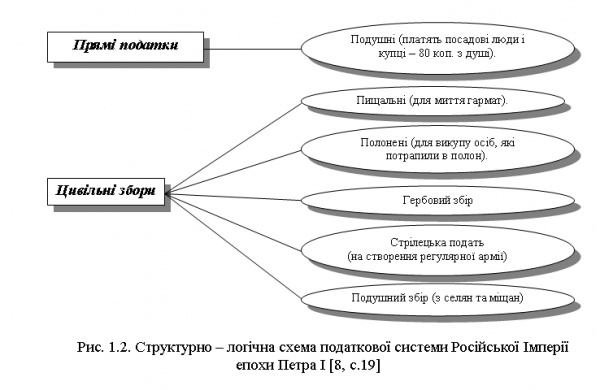 Прямі податки
Подушні (платять посадові люди і
купці – 80 коп. з душі).
Пищальні (для миття гармат).
Полонені (для викупу осіб, які
потрапили в полон).
Цивільні збори
Гербовий збір
Стрілецька подать
(на створення регулярної армії)
Подушний збір (з селян та міщан)
Рис. 1.2. Структурно – логічна схема податкової системи Російської Імперії
епохи Петра I [8, с.19]